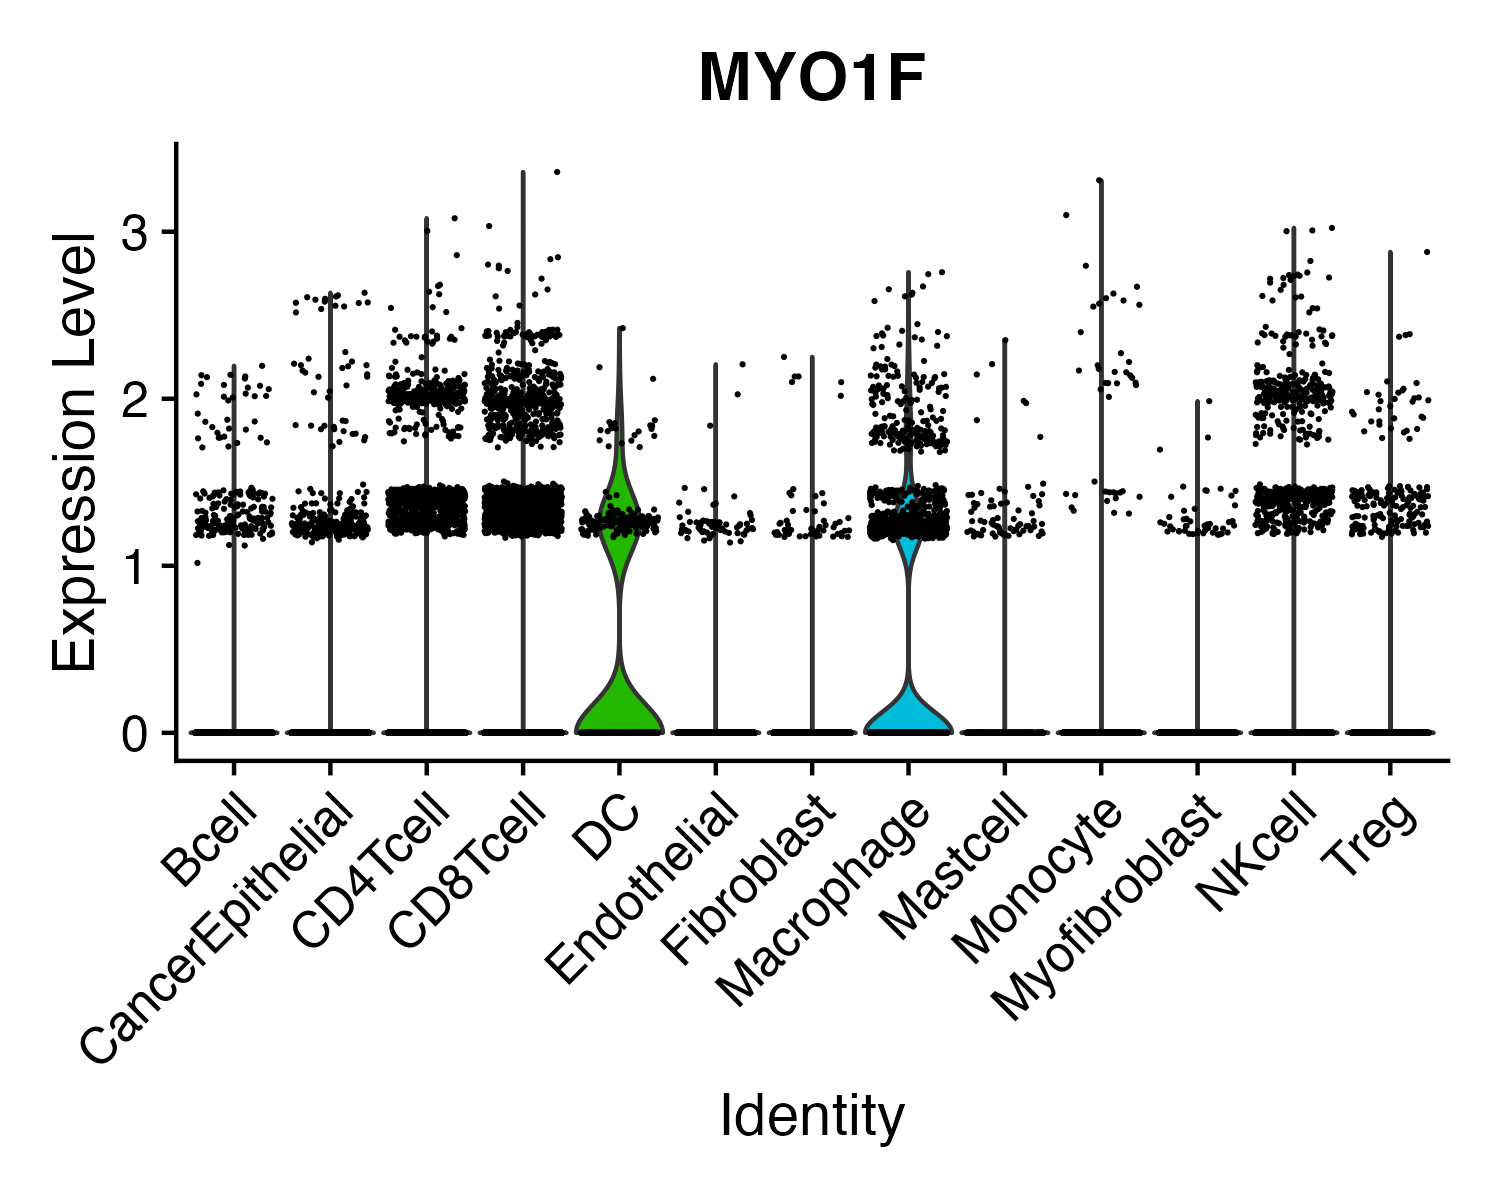 MYO1F
Expression Level
3
2
1
0
Bcell
CancerEpithelial
CD4Tcell
CD8Tcell
DC
Endothelial
Fibroblast
Macrophage
Mastcell
Monocyte
Myofibroblast
NKcell
Treg
Identity